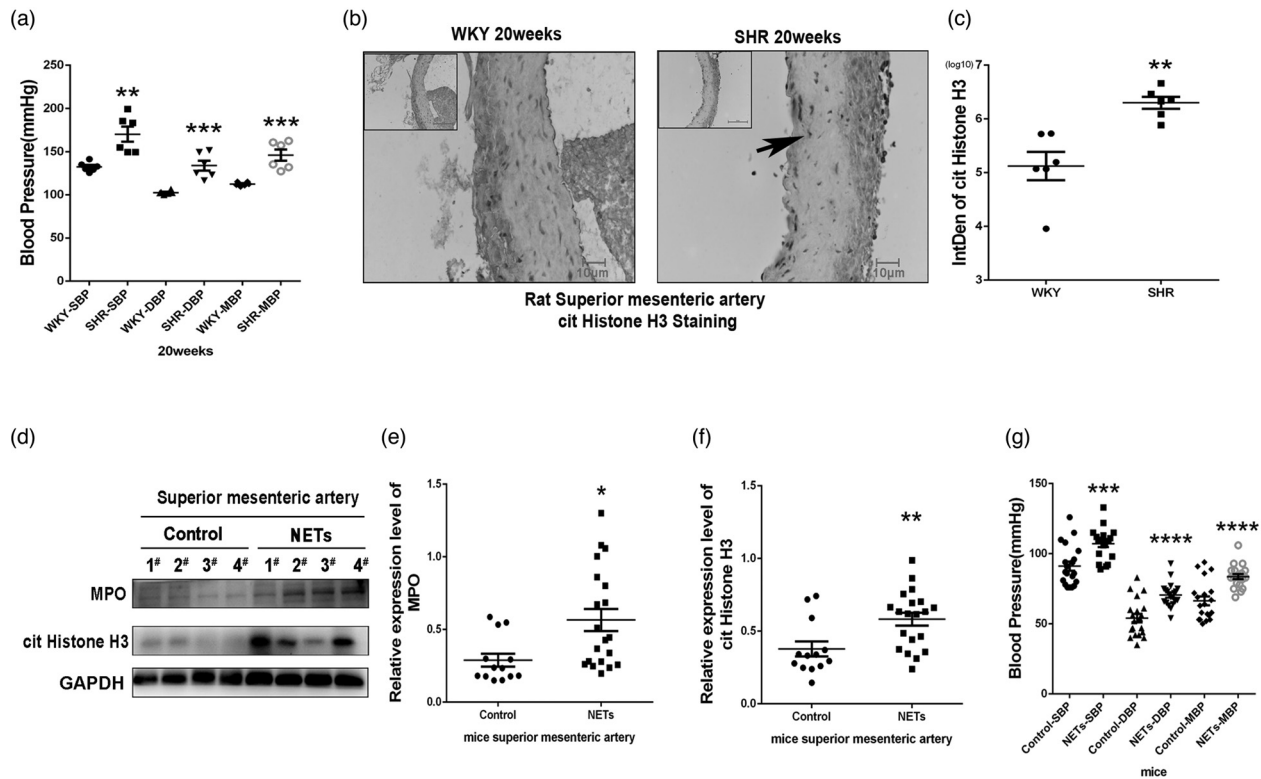 (a)
Blood Pressure(mmHg)
250
200
150
100
50
0
**
***
***
WKY-SBP
SHR-SBP
WKY-DBP
SHR-DBP
WKY-MBP
SHR-MBP
20weeks
(b)
WKY 20weeks
SHR 20weeks
10μm
10μm
Rat Superior mesenteric artery
cit Histone H3 Staining
(c)
(log10)
IntDen of cit Histone H3
7
6
5
4
3
**
WKY
SHR
(d)
Superior mesenteric artery
Control NETs
1# 2# 3# 4# 1# 2# 3# 4#
MPO
cit Histone H3
GAPDH
(e)
Relative expression level of
MPO
1.5
1.0
0.5
0.0
*
Control
NETs
mice superior mesenteric artery
(f)
Relative expression level of
cit Histone H3
1.5
1.0
0.5
0.0
**
Control
NETs
mice superior mesenteric artery
(g)
Blood Pressure(mmHg)
150
100
50
0
***
****
****
Control-SBP
NETs-SBP
Control-DBP
NETs-DBP
Control-MBP
NETs-MBP
mice